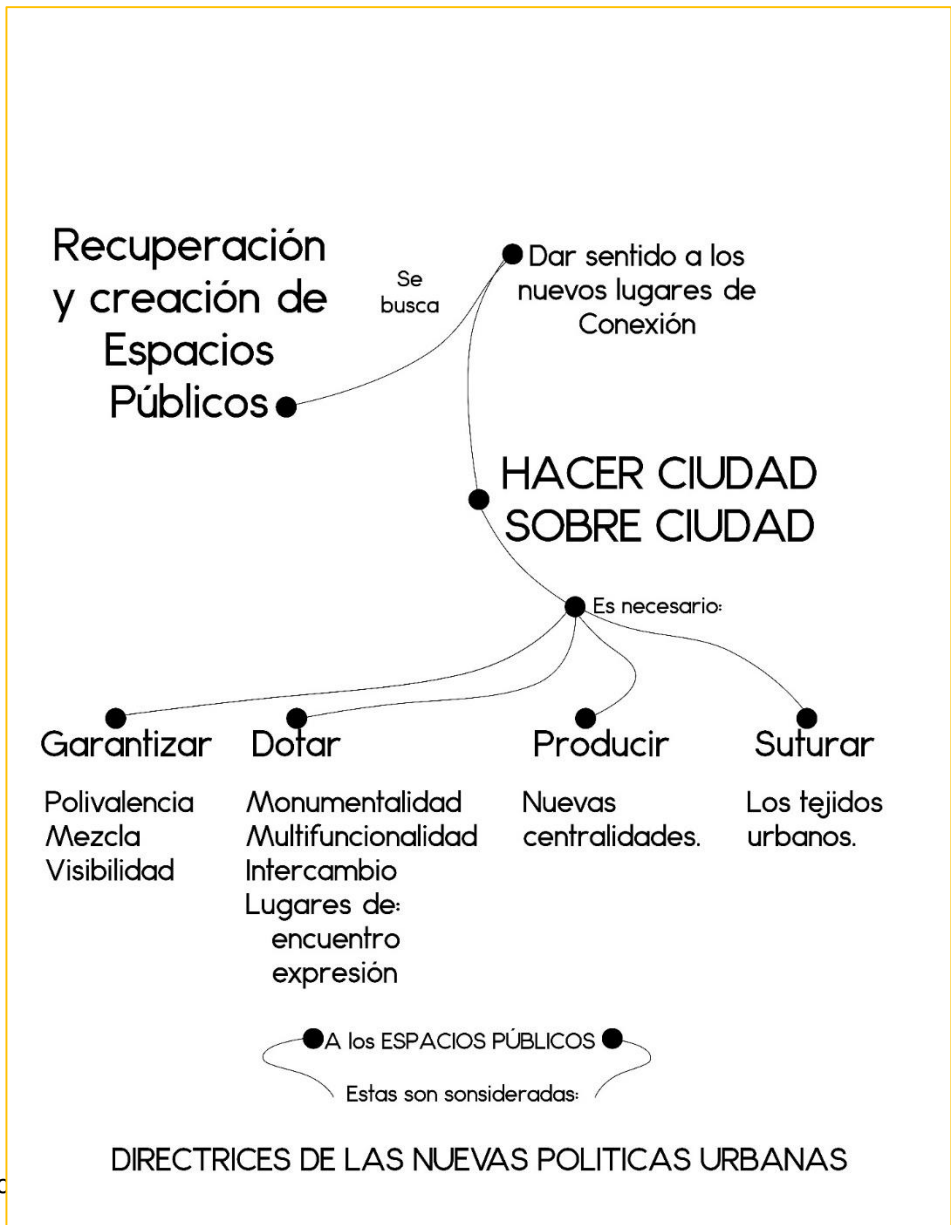 Recuperación
y creación de
Espacios
Públicos
Se
busca
Dar sentido a los
nuevos lugares de
Conexión
HACER CIUDAD
SOBRE CIUDAD
Es necesario:
Garantizar
Polivalencia
Mezcla
Visibilidad
Dotar
Monumentalidad
Multifuncionalidad
Intercambio
Lugares de:
encuentro
expresión
Producir
Nuevas
centralidades.
Suturar
Los tejidos
urbanos.
A los ESPACIOS PÚBLICOS
Estas son sonsideradas:
DIRECTRICES DE LAS NUEVAS POLITICAS URBANAS